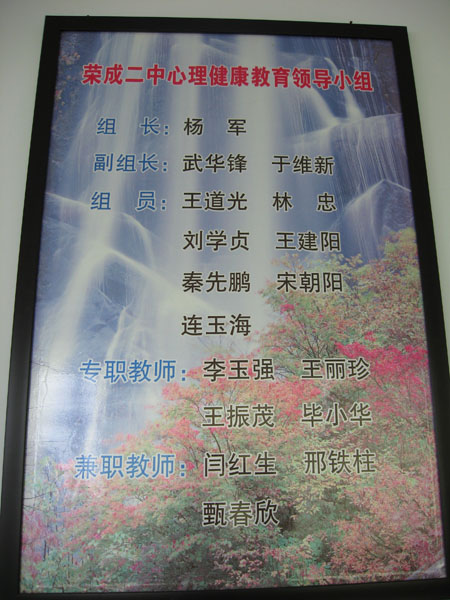 荣成二中心理健康教育领导小组
组 长：杨 军
副组长：武华锋 于维新
组 员：王道光 林 忠
刘学贞 王建阳
秦先鹏 宋朝阳
连玉海
专职教师：李玉强 王丽珍
王振茂 毕小华
兼职教师：闫红生 邢铁柱
甄春欣